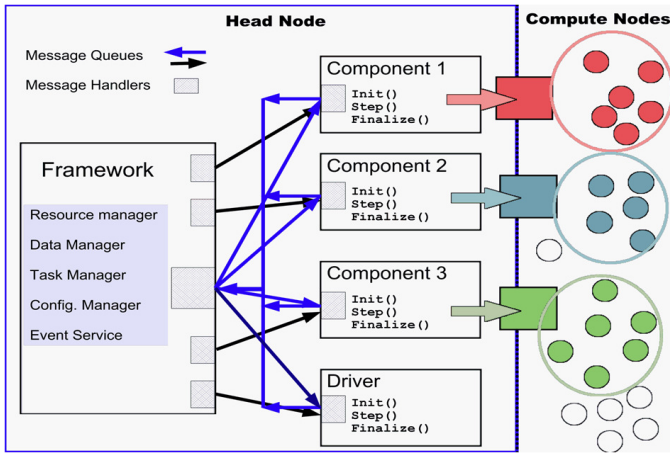 Head Node
Compute Nodes
Message Queues
Message Handlers
Framework
Resource manager
Data Manager
Task Manager
Config. Manager
Event Service
Component 1
Init()
Step()
Finalize()
Component 2
Init()
Step()
Finalize()
Component 3
Init()
Step()
Finalize()
Driver
Init()
Step()
Finalize()